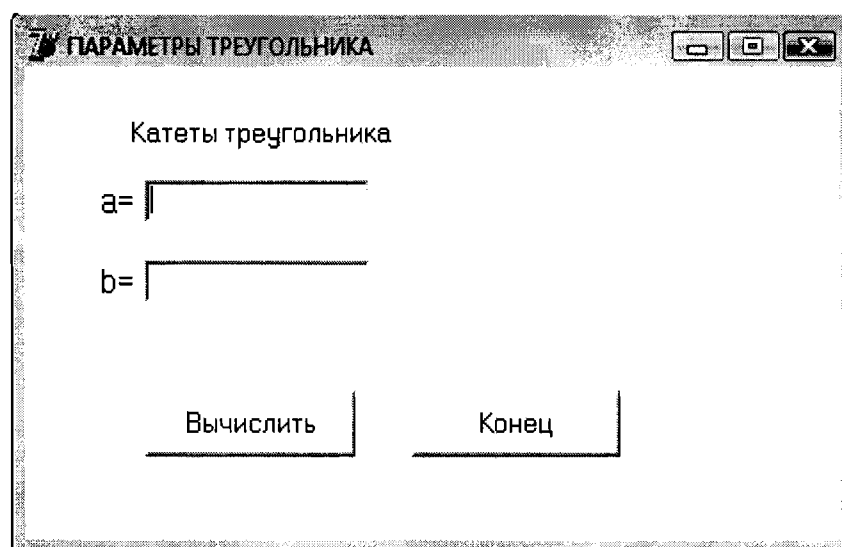 ПАРАМЕТРЫ ТРЕУГОЛЬНИКА
Катеты треугольника
a=
b=
Вычислить Конец